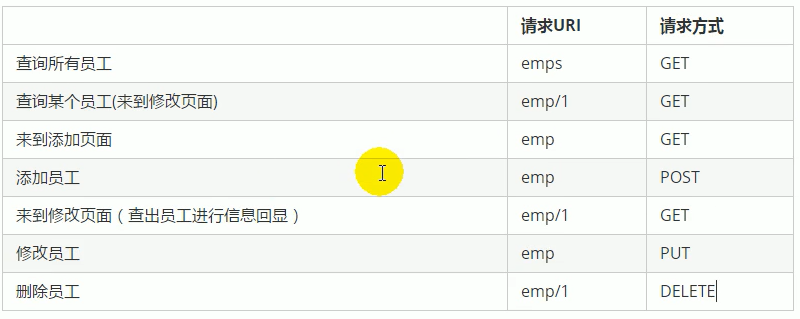 请求URI 请求方式
查询所有员工 emps GET
查询某个员工(来到修改页面) emp/1 GET
来到添加页面 emp GET
添加员工 emp POST
来到修改页面（查出员工进行信息回显） emp/1 GET
修改员工 emp PUT
删除员工 emp/1 DELETE